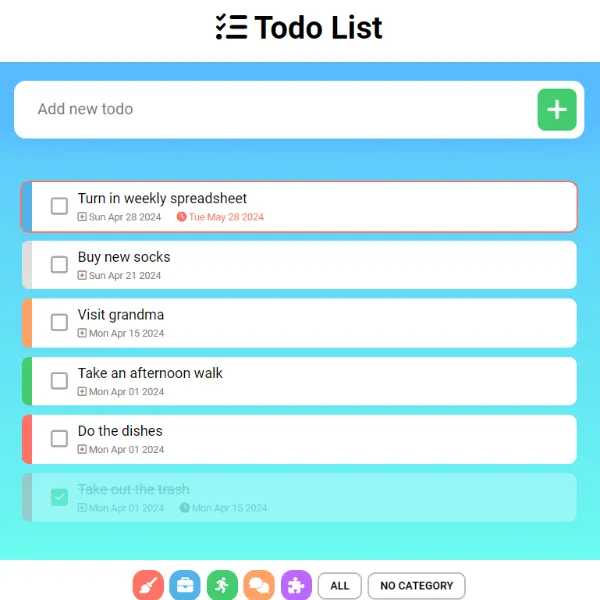 Todo List
Add new todo
Turn in weekly spreadsheet
Sun Apr 28 2024 Tue May 28 2024
Buy new socks
Sun Apr 21 2024
Visit grandma
Mon Apr 15 2024
Take an afternoon walk
Mon Apr 01 2024
Do the dishes
Mon Apr 01 2024
Take out the trash
Mon Apr 01 2024 Mon Apr 15 2024
ALL NO CATEGORY